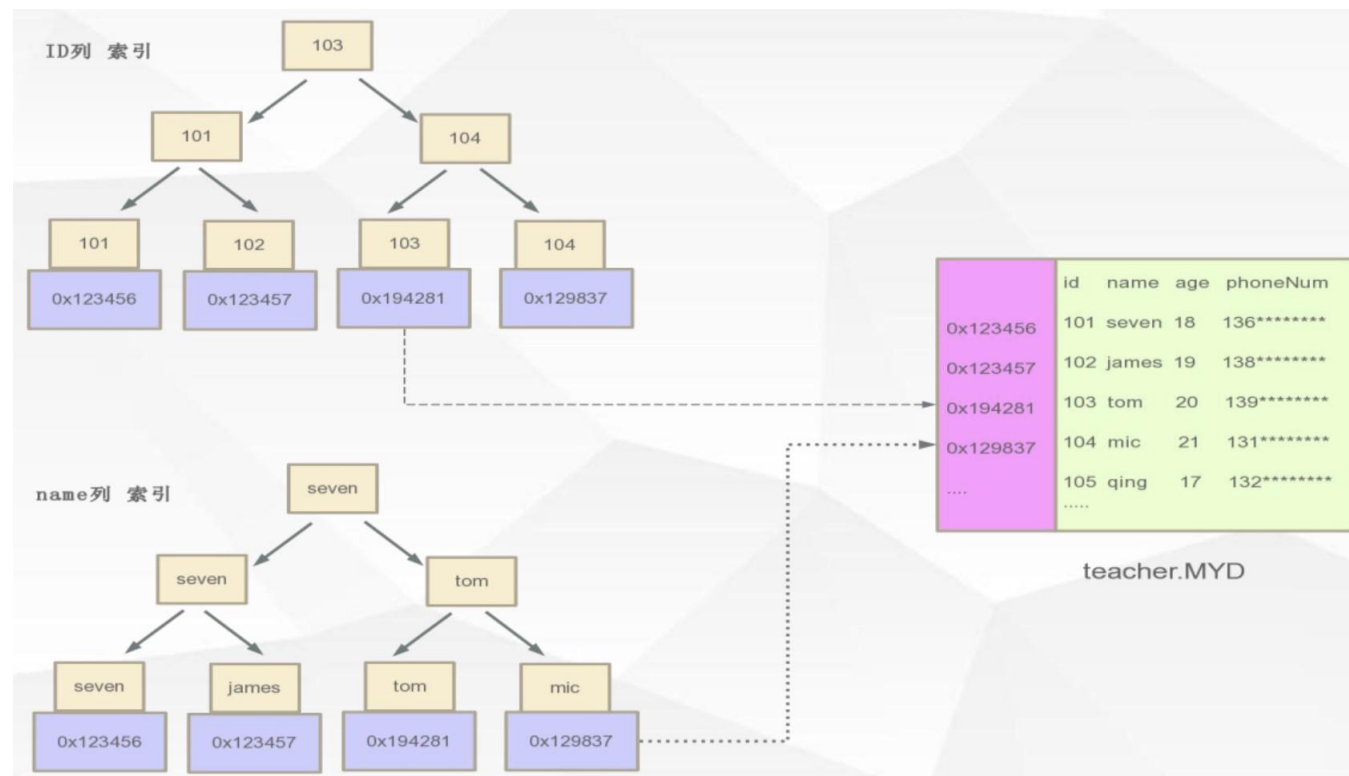 ID列 索引
103
101
104
101
102
103
104
0x123456
0x123457
0x194281
0x129837
id name age phoneNum
0x123456
101 seven 18 136********
0x123457
102 james 19 138********
0x194281
103 tom 20 139********
0x129837
104 mic 21 131********
....
105 qing 17 132********
.....
teacher.MYD
name列 索引
seven
seven
tom
seven
james
tom
mic
0x123456
0x123457
0x194281
0x129837